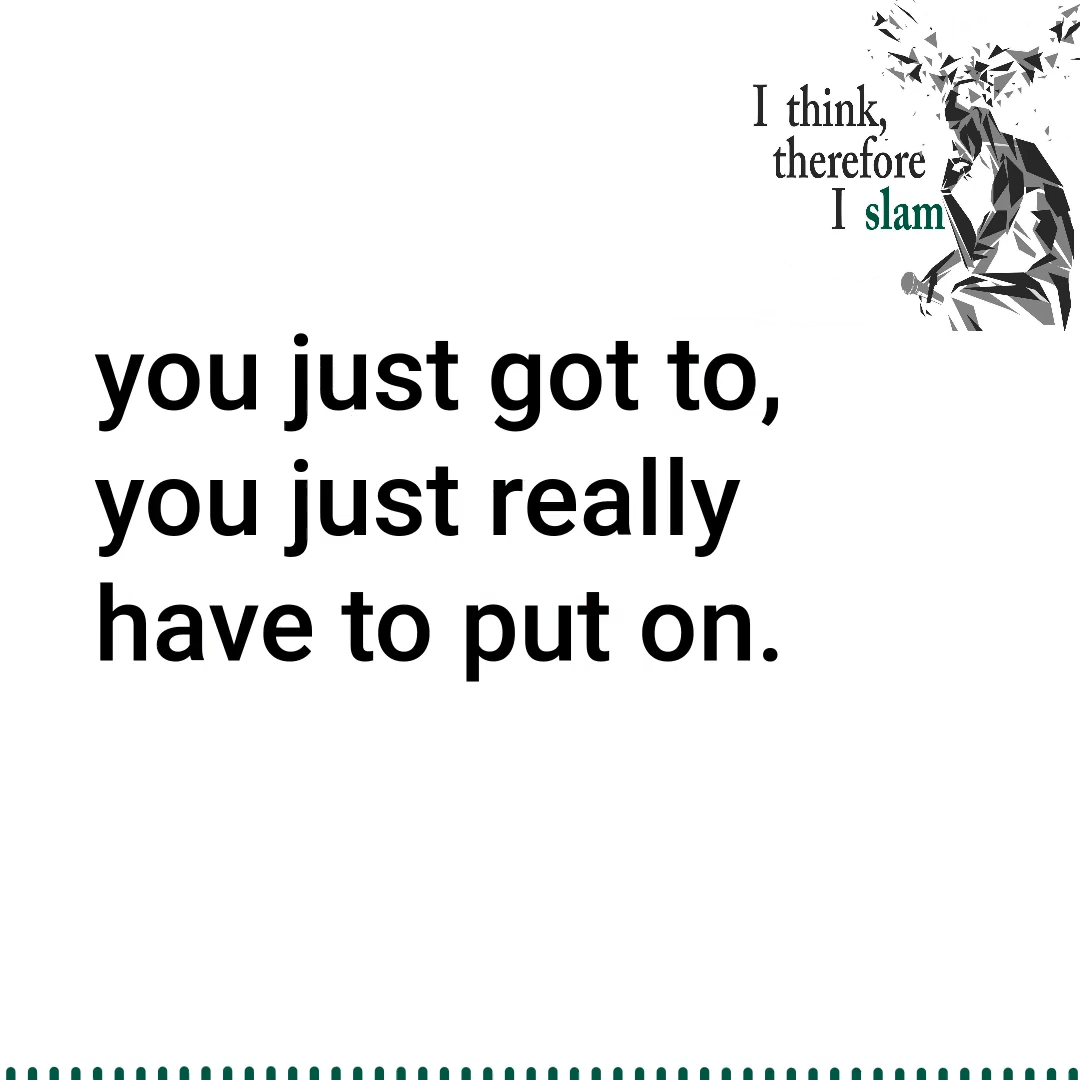 I think,
therefore
I slam
you just got to,
you just really
have to put on.